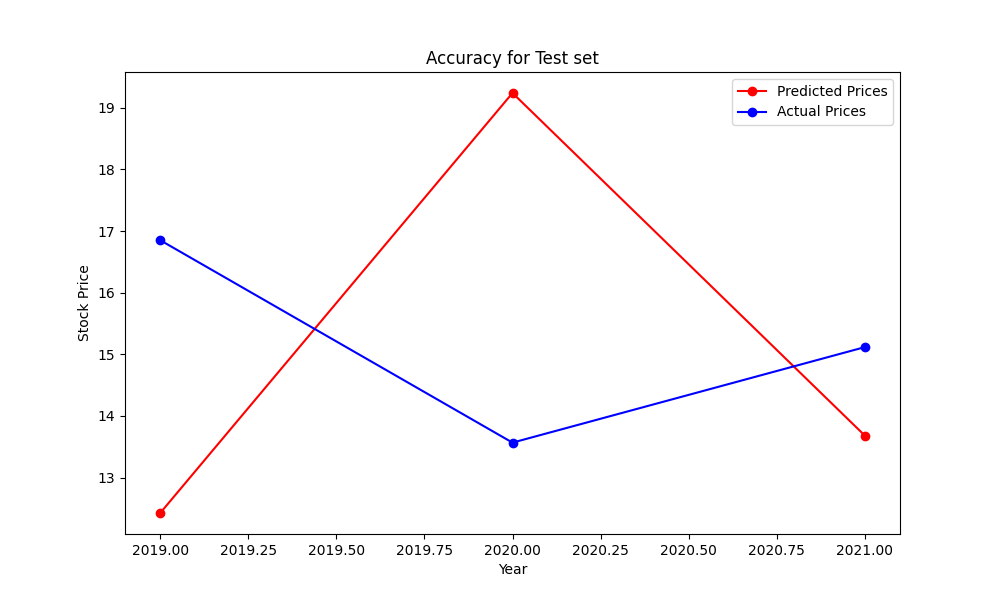 Accuracy for Test set
Predicted Prices
Actual Prices
19
18
17
16
15
14
13
Stock Price
2019.00 2019.25 2019.50 2019.75 2020.00 2020.25 2020.50 2020.75 2021.00
Year